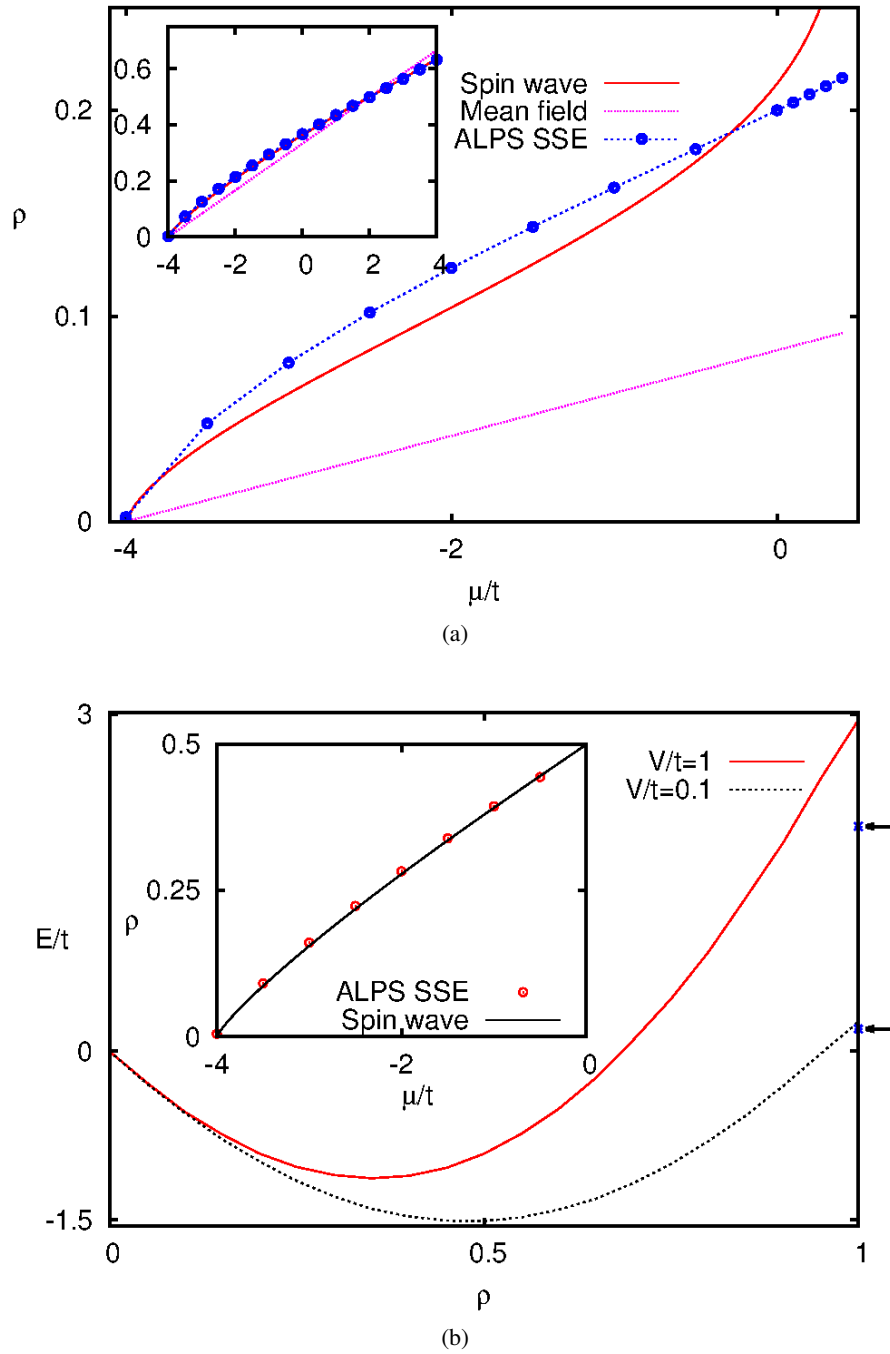 0.2
0.1
0
ρ
-4
-2
0
μ/t
Spin wave
Mean field
ALPS SSE
0.6
0.4
0.2
0
-4
-2
0
2
4
(a)
3
0
-1.5
E/t
0
0.5
1
ρ
V/t=1
V/t=0.1
0.5
0.25
0
ρ
ALPS SSE
Spin wave
-4
-2
0
μ/t
(b)